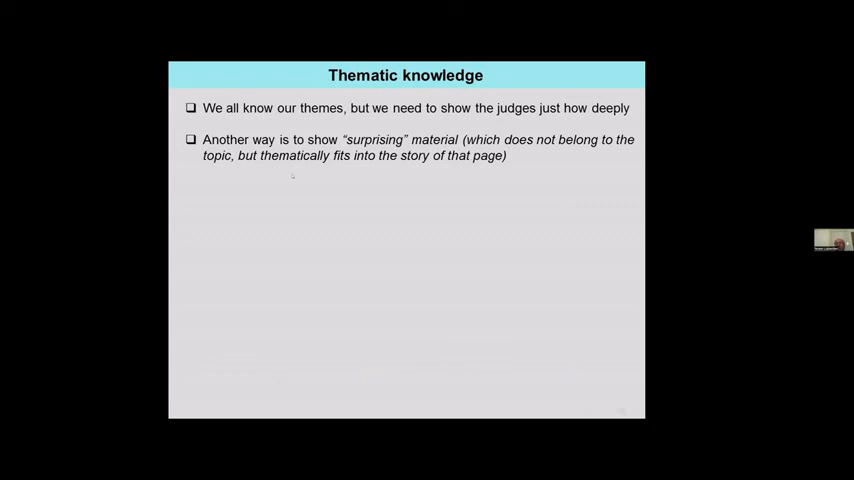 Thematic knowledge
❑ We all know our themes, but we need to show the judges just how deeply
❑ Another way is to show “surprising” material (which does not belong to the
topic, but thematically fits into the story of that page)